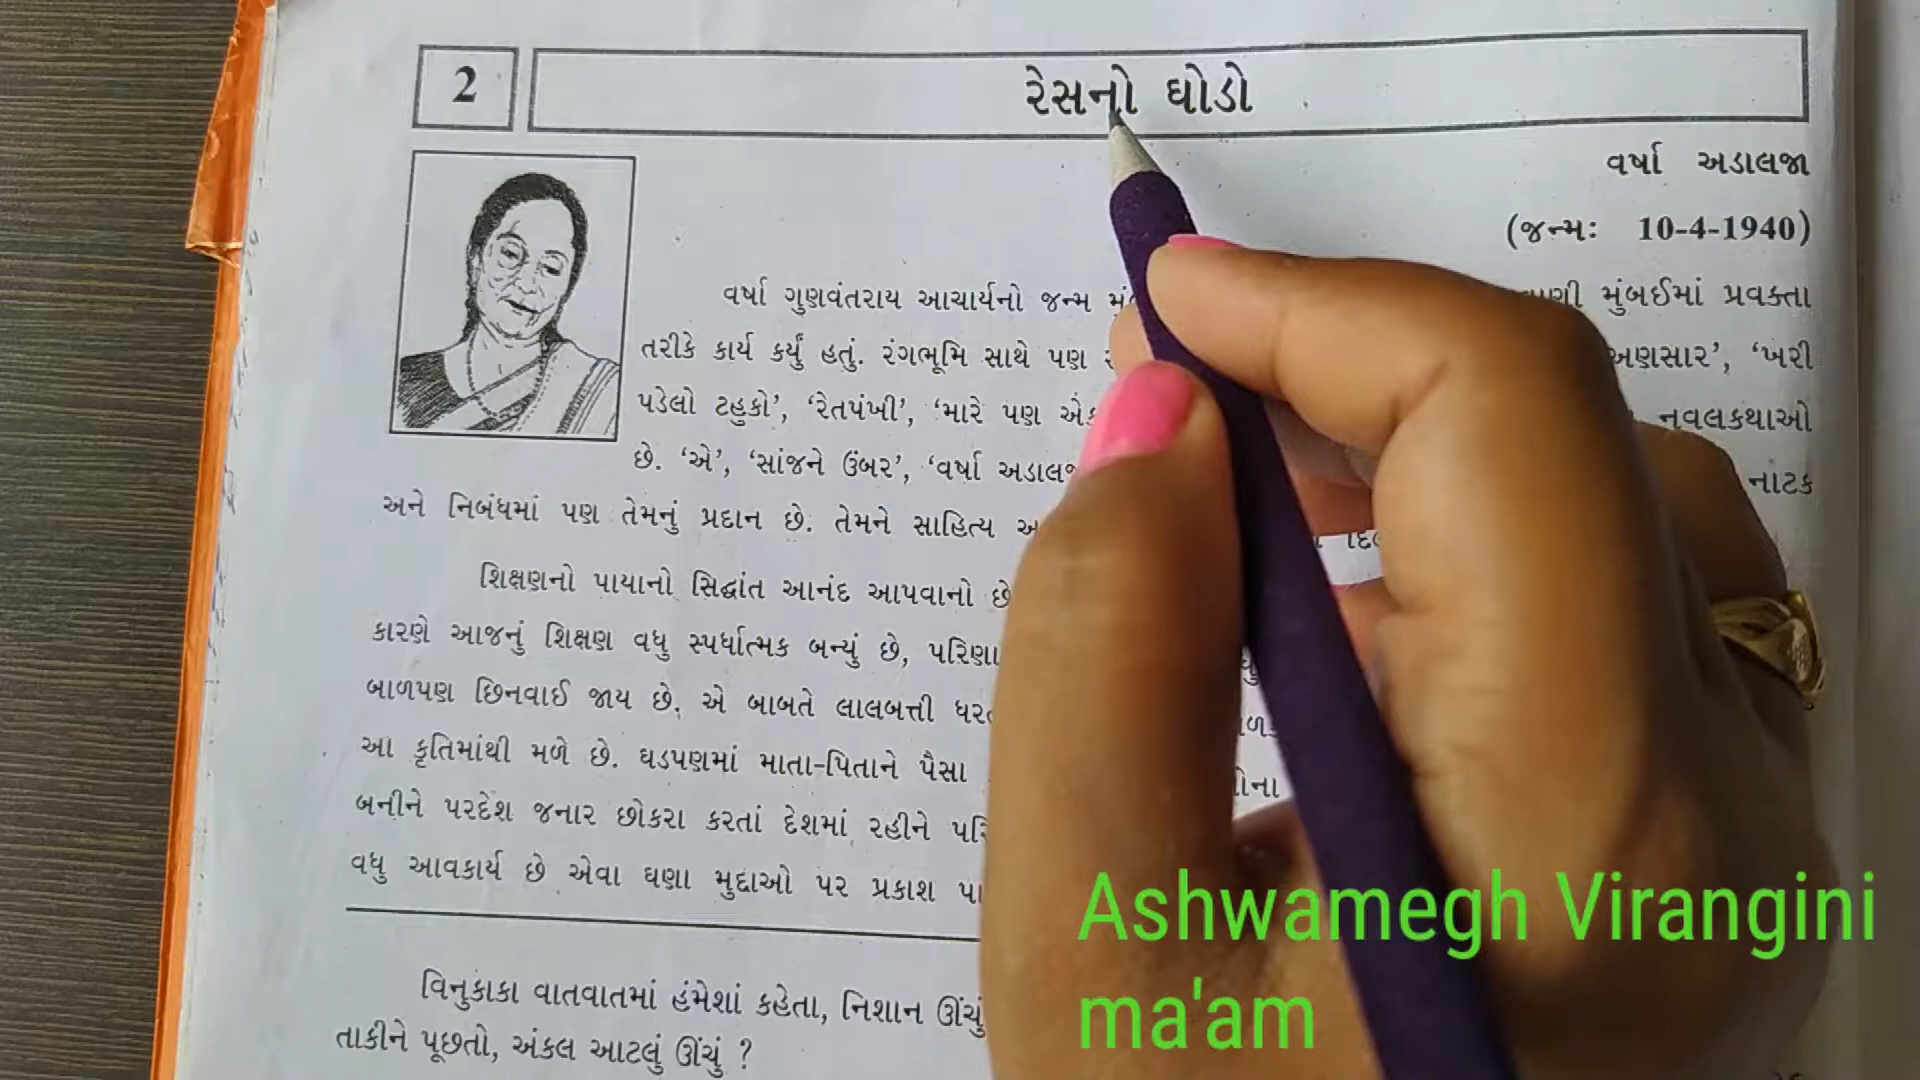 2
રેસનો ઘોડો
વર્ષા અડાલજા
(જન્મઃ 10-4-1940)
વર્ષા ગુણવંતરાય આચાર્યનો જન્મ મુંબઈમાં પ્રવક્તા
તરીકે કાર્ય કર્યું હતું. રંગભૂમિ સાથે પણ અણસાર’, ‘ખરી
પડેલો ટહુકો’, ‘રેતપંખી’, ‘મારે પણ નવલકથાઓ
છે. ‘એ’, ‘સાંજને ઉંબર’, ‘વર્ષા નાટક
અને નિબંધમાં પણ તેમનું પ્રદાન છે. તેમને સાહિત્ય
શિક્ષણનો પાયાનો સિદ્ધાંત આનંદ આપવાનો
કારણે આજનું શિક્ષણ વધુ સ્પર્ધાત્મક બન્યું છે,
બાળપણ છિનવાઈ જાય છે. એ બાબતે લાલબત્તી
આ કૃતિમાંથી મળે છે. ઘડપણમાં માતા-પિતાને પૈસા
બનીને પરદેશ જનાર છોકરા કરતાં દેશમાં રહીને
વધુ આવકાર્ય છે એવા ઘણા મુદ્દાઓ પર પ્રકાશ
વિનુકાકા વાતવાતમાં હંમેશાં કહેતા, નિશાન ઊંચું
તાકીને પૂછતો, અંકલ આટલું ઊંચું ?
Ashwamegh Virangini
ma'am